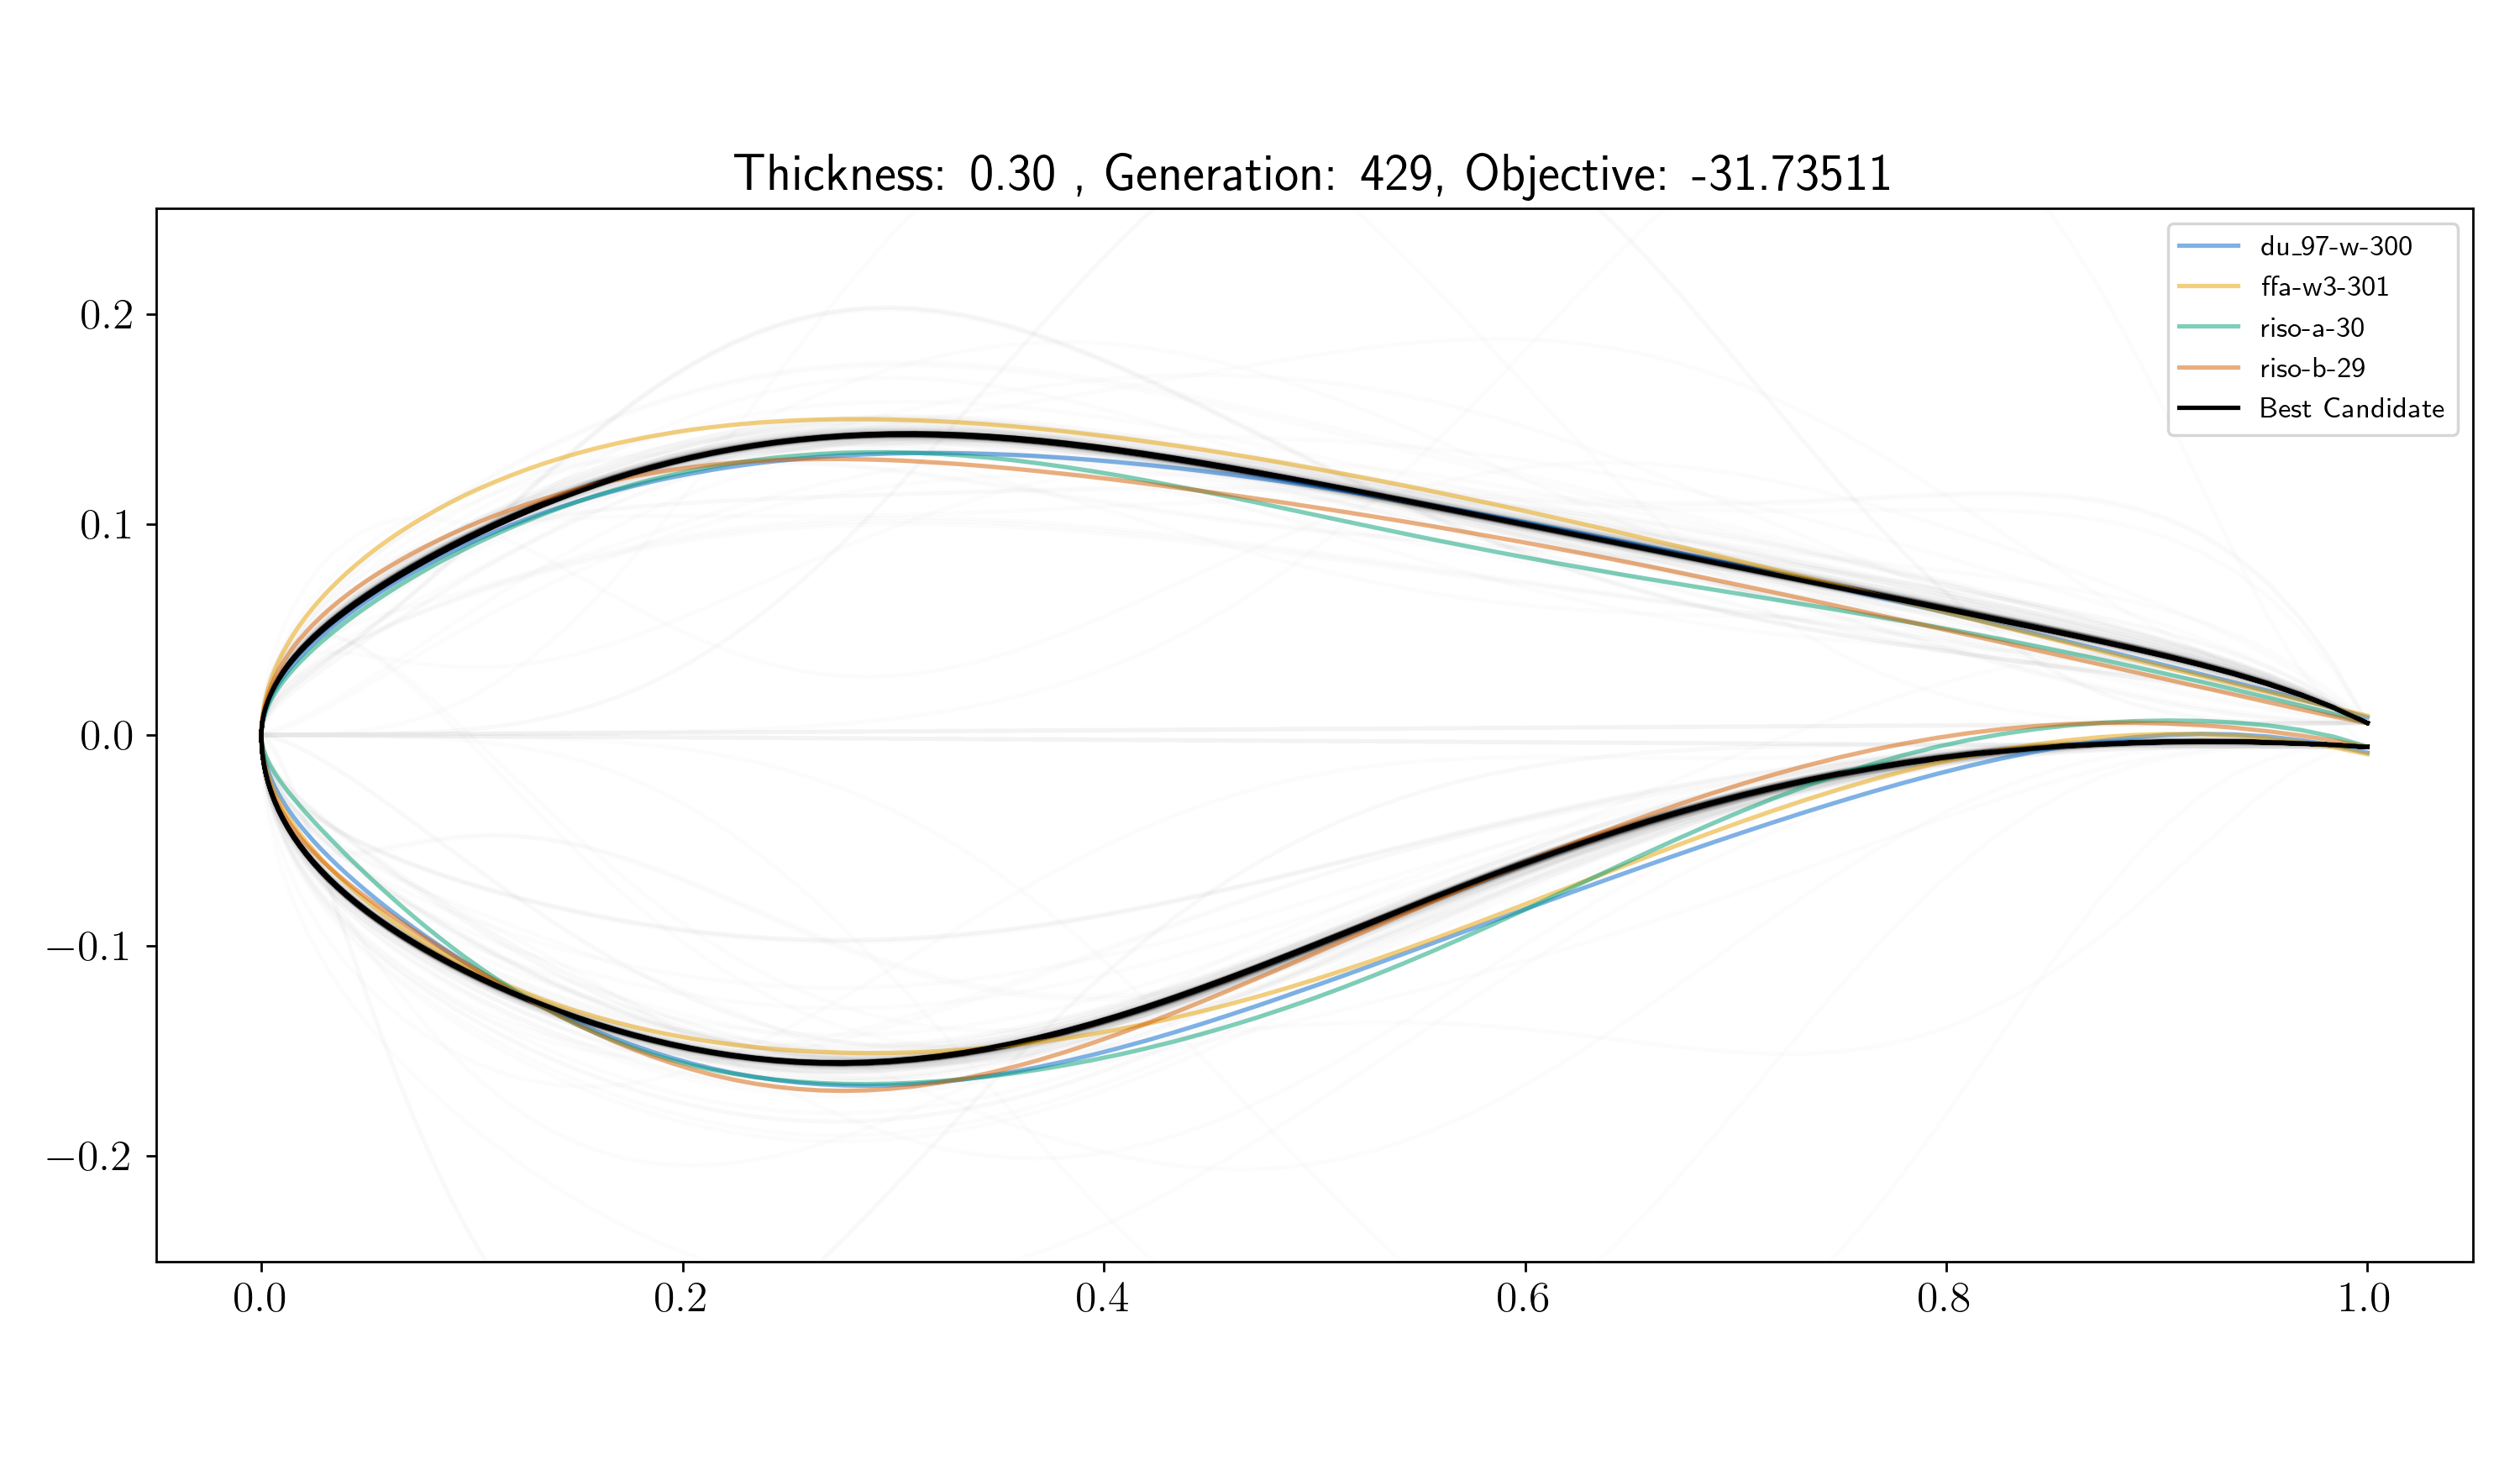 Thickness: 0.30 , Generation: 429, Objective: -31.73511
du_97-w-300
ffa-w3-301
riso-a-30
riso-b-29
Best Candidate
0.2
0.1
0.0
−0.1
−0.2
0.0 0.2 0.4 0.6 0.8 1.0